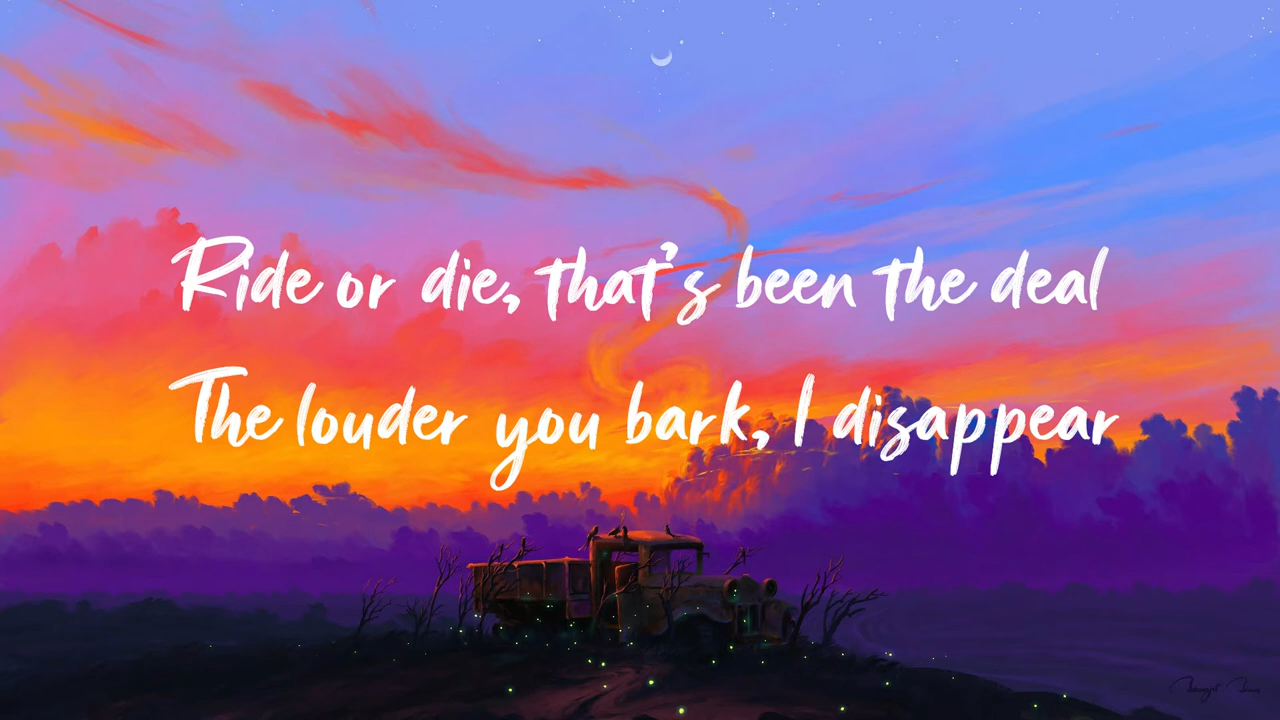 Ride or die, that's been the deal
The louder you bark, I disappear